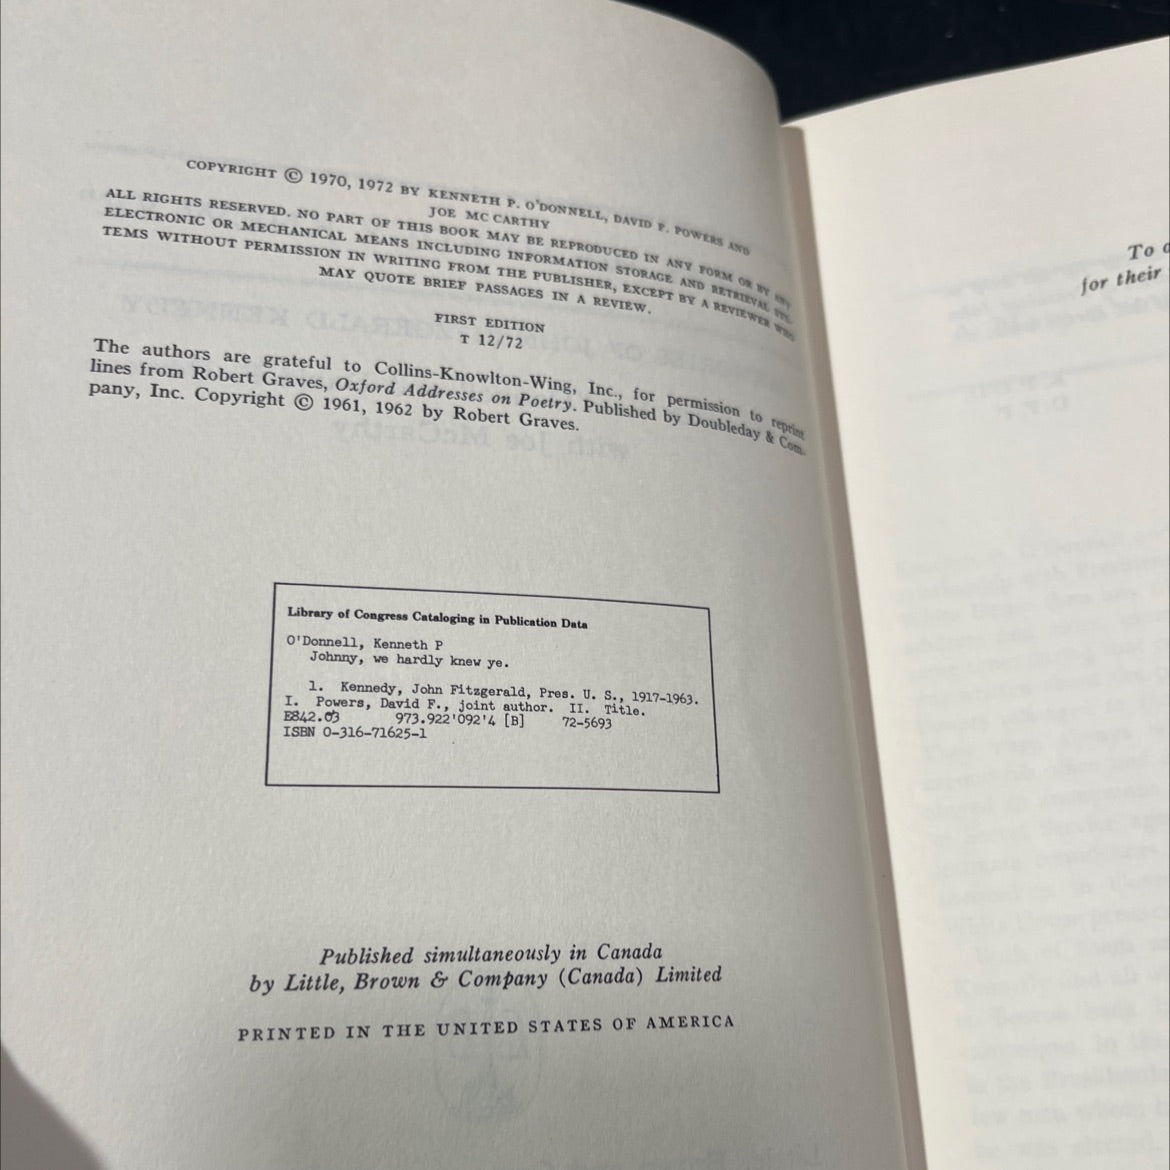 COPYRIGHT © 1970, 1972 BY KENNETH P. O'DONNELL, DAVID F. POWERS AND
JOE MC CARTHY
ALL RIGHTS RESERVED. NO PART OF THIS BOOK MAY BE REPRODUCED IN ANY FORM OR BY ANY
ELECTRONIC OR MECHANICAL MEANS INCLUDING INFORMATION STORAGE AND RETRIEVAL SYS-
TEMS WITHOUT PERMISSION IN WRITING FROM THE PUBLISHER, EXCEPT BY A REVIEWER WHO
MAY QUOTE BRIEF PASSAGES IN A REVIEW.
FIRST EDITION
T 12/72
The authors are grateful to Collins-Knowlton-Wing, Inc., for permission to reprint
lines from Robert Graves, Oxford Addresses on Poetry. Published by Doubleday & Com-
pany, Inc. Copyright © 1961, 1962 by Robert Graves.
Library of Congress Cataloging in Publication Data
O'Donnell, Kenneth P
Johnny, we hardly knew ye.
1. Kennedy, John Fitzgerald, Pres. U. S., 1917-1963.
I. Powers, David F., joint author. II. Title.
E842.03 973.922'092'4 [B] 72-5693
ISBN 0-316-71625-1
Published simultaneously in Canada
by Little, Brown & Company (Canada) Limited
PRINTED IN THE UNITED STATES OF AMERICA
To
for their